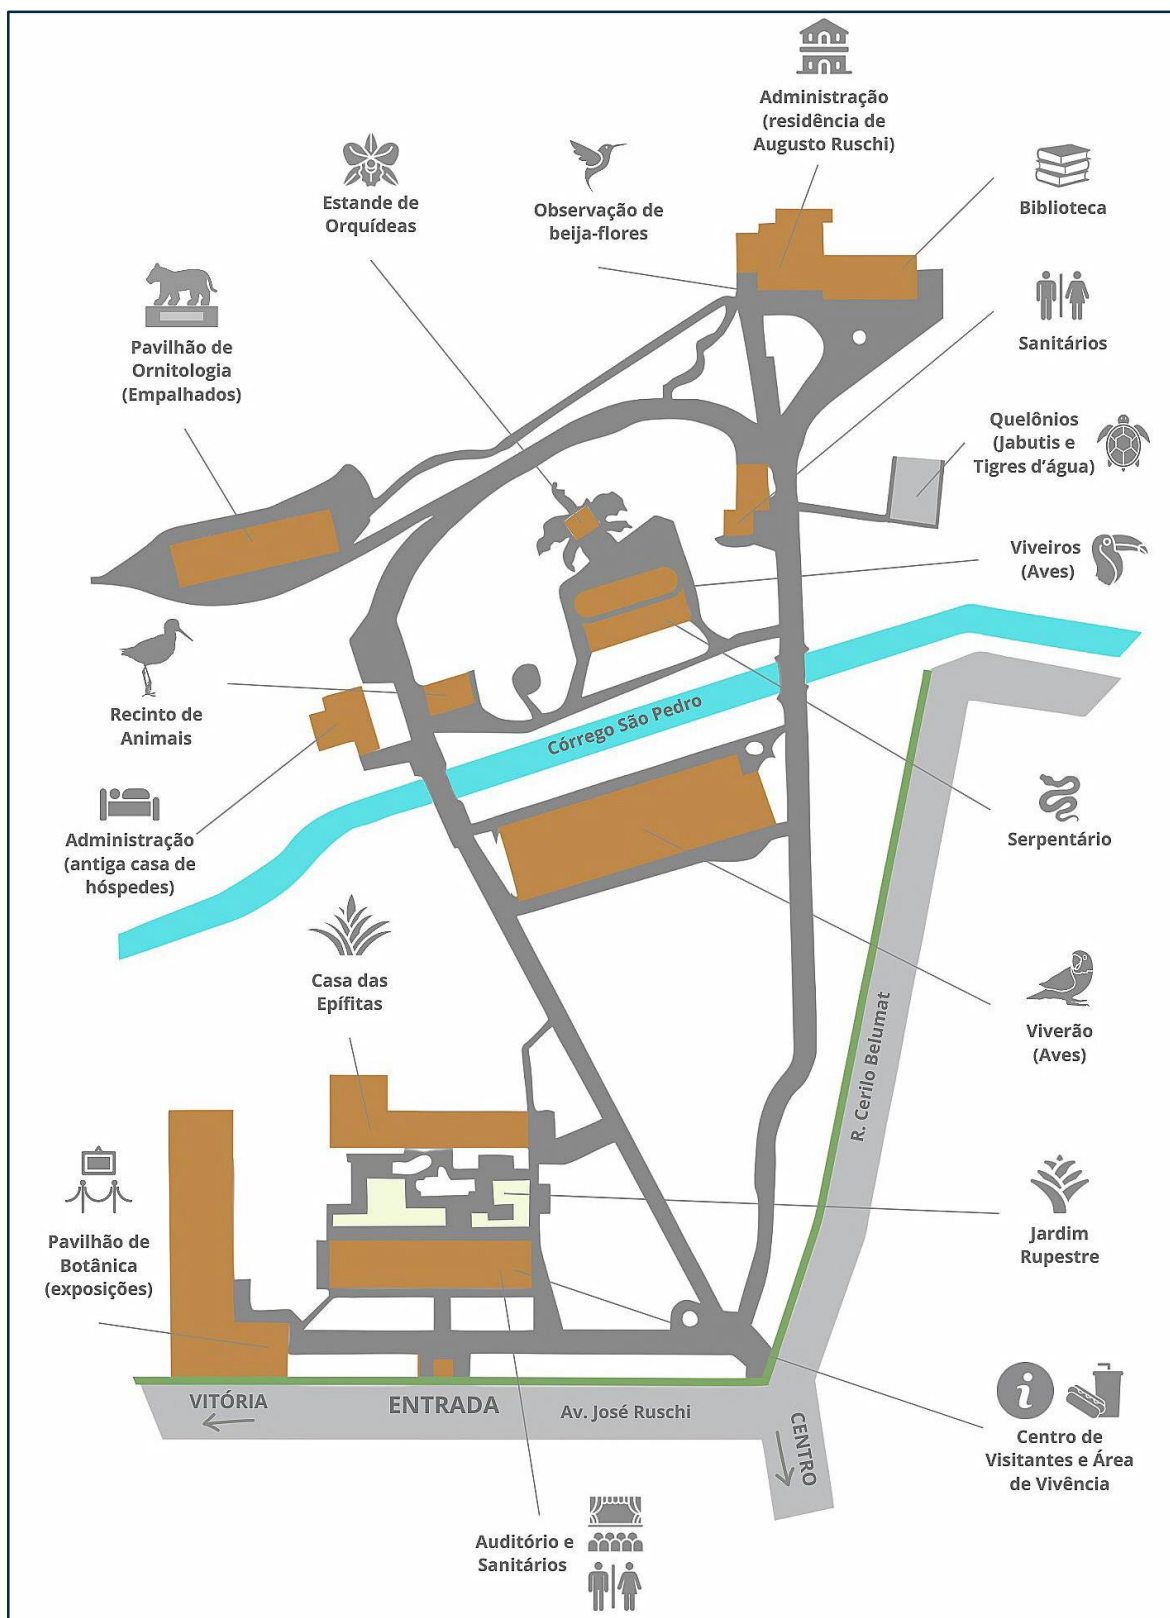 Administração
(residência de
Augusto Ruschi)
Estande de
Orquídeas
Observação de
beija-flores
Biblioteca
Pavilhão de
Ornitologia
(Empalhados)
Sanitários
Quelônios
(Jabutis e
Tigres d’água)
Viveiros
(Aves)
Recinto de
Animais
Córrego São Pedro
Administração
(antiga casa de
hóspedes)
Serpentário
Casa das
Epífitas
Viverão
(Aves)
R. Cerilo Belumat
Pavilhão de
Botânica
(exposições)
Jardim
Rupestre
VITÓRIA
ENTRADA
Av. José Ruschi
CENTRO
Centro de
Visitantes e Área
de Vivência
Auditório e
Sanitários